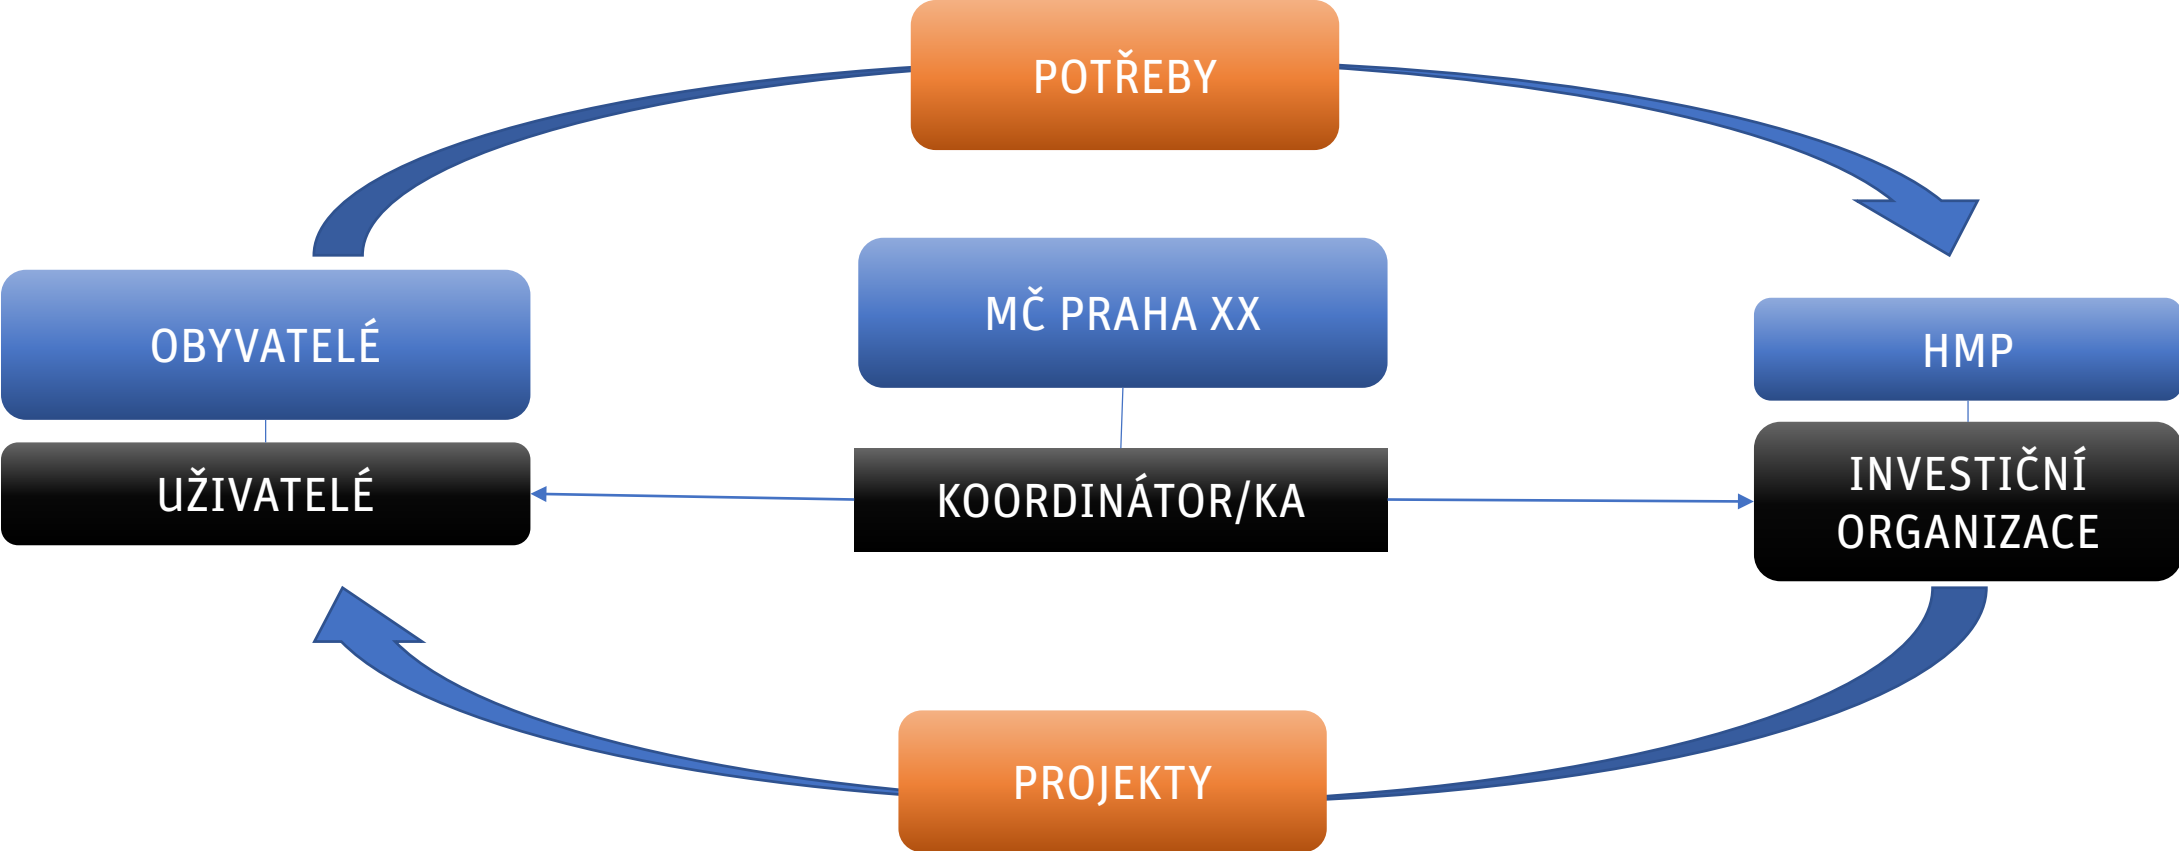 POTŘEBY
OBYVATELÉ
MČ PRAHA XX
HMP
UŽIVATELÉ
KOORDINÁTOR/KA
INVESTIČNÍ
ORGANIZACE
PROJEKTY